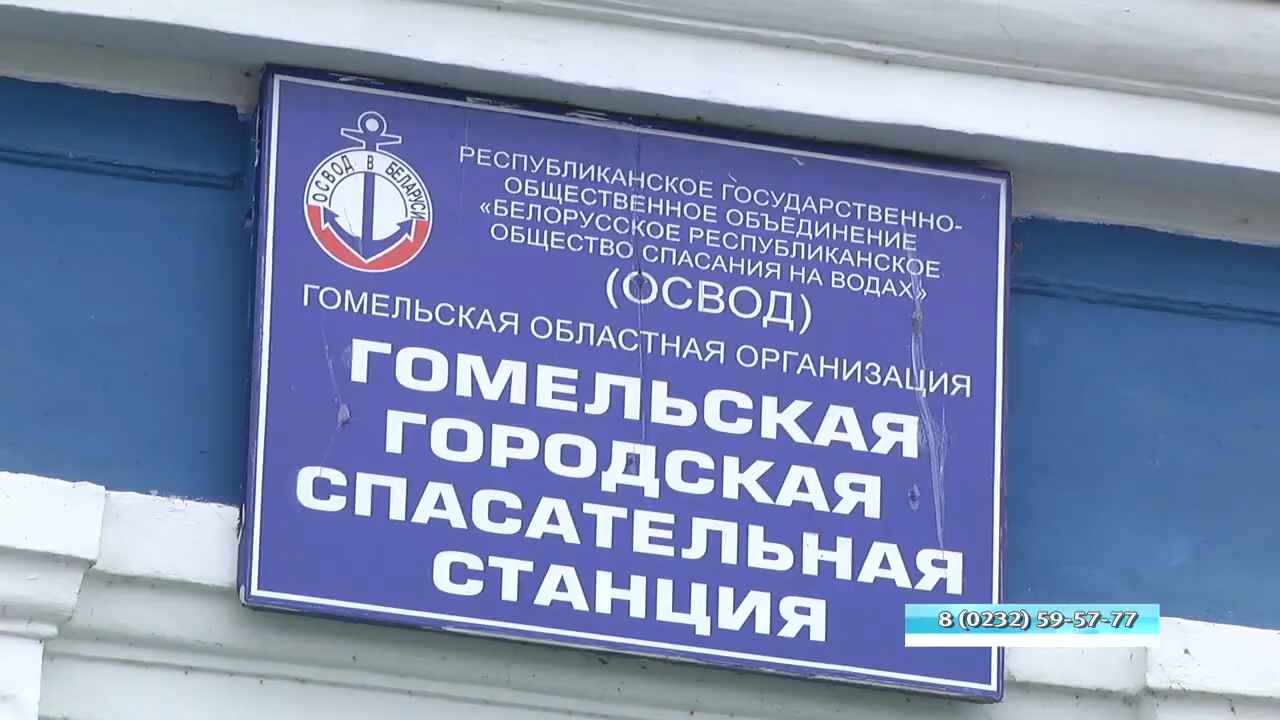 ОСВОД В БЕЛАРУСИ
РЕСПУБЛИКАНСКОЕ ГОСУДАРСТВЕННО-
ОБЩЕСТВЕННОЕ ОБЪЕДИНЕНИЕ
«БЕЛОРУССКОЕ РЕСПУБЛИКАНСКОЕ
ОБЩЕСТВО СПАСАНИЯ НА ВОДАХ»
(ОСВОД)
ГОМЕЛЬСКАЯ ОБЛАСТНАЯ ОРГАНИЗАЦИЯ
ГОМЕЛЬСКАЯ
ГОРОДСКАЯ
СПАСАТЕЛЬНАЯ
СТАНЦИЯ
8 (0232) 59-57-77